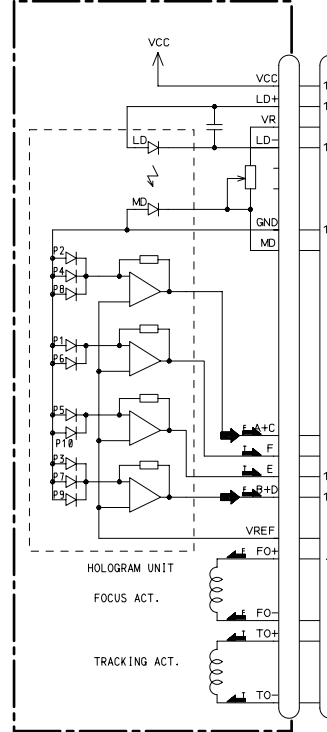 VCC
VCC
LD+
VR
LD
LD-
MD
GND
MD
P2
P4
P8
P1
P6
P5
P10
P3
P7
P9
F A+C
T F
T E
F B+D
VREF
HOLOGRAM UNIT
F FO+
FOCUS ACT.
F FO-
T TO+
TRACKING ACT.
T TO-